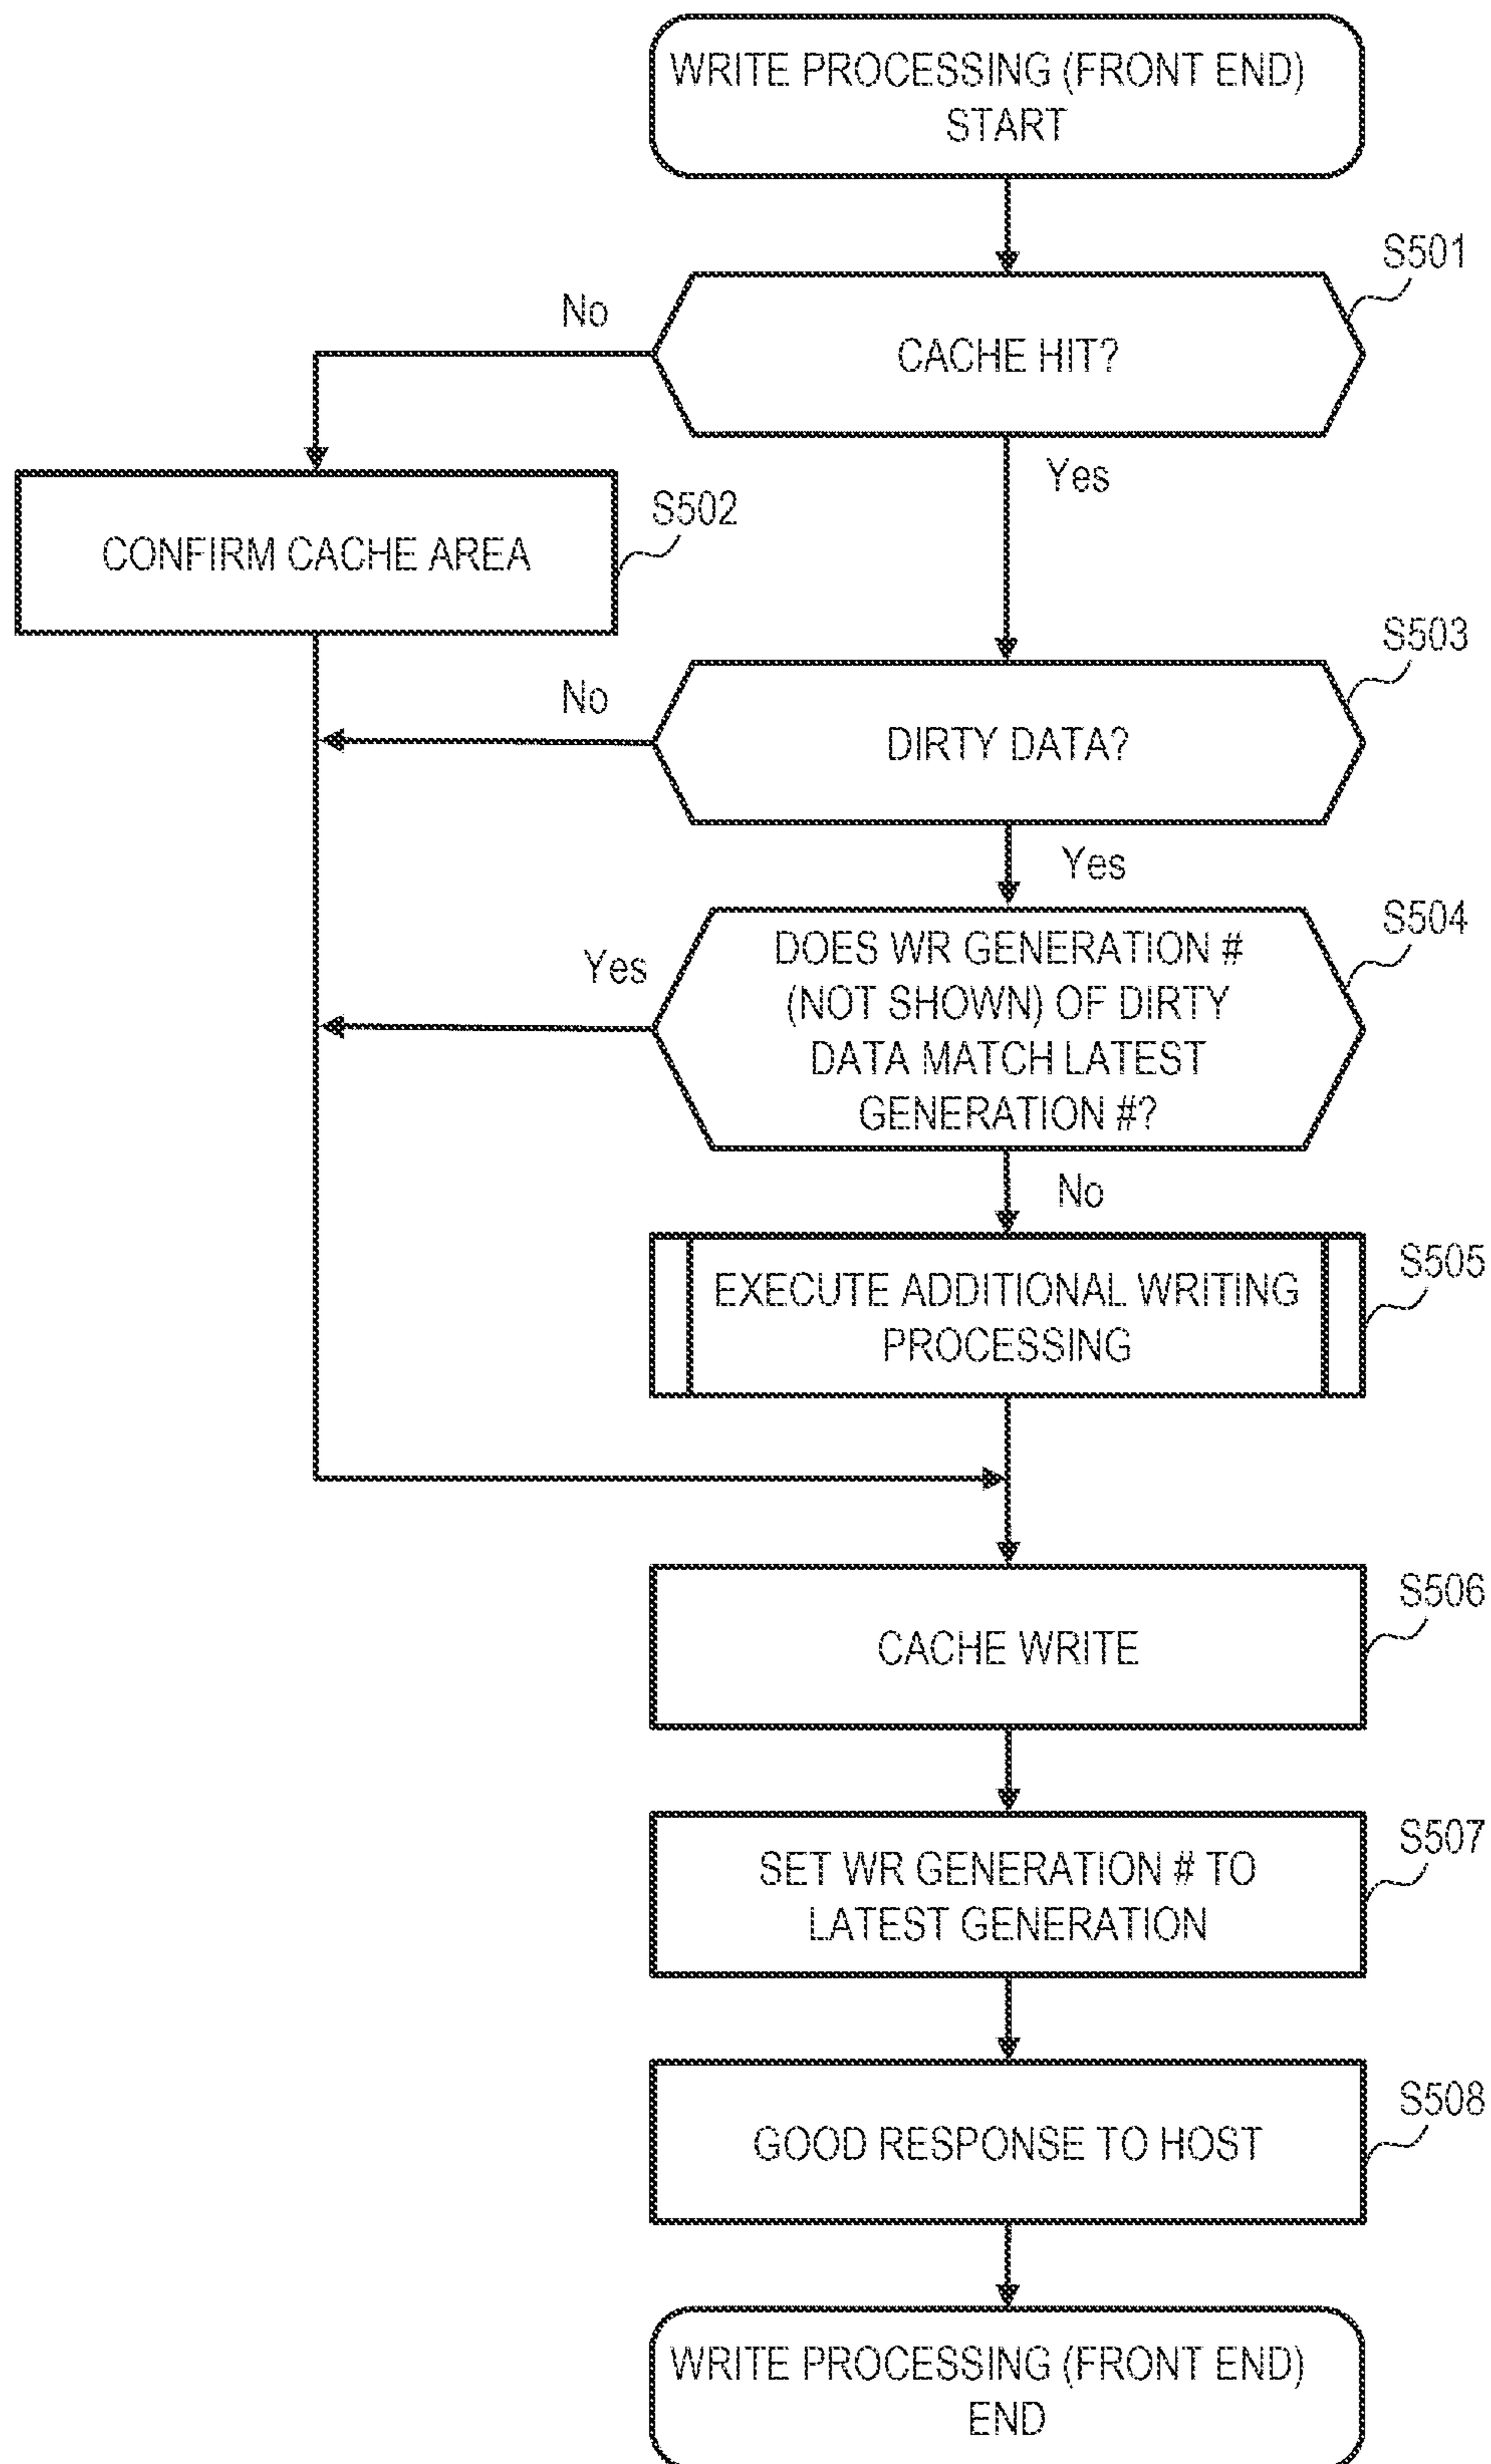 WRITE PROCESSING (FRONT END)
START
S501
No
CACHE HIT?
Yes
S502
CONFIRM CACHE AREA
S503
No
DIRTY DATA?
Yes
S504
Yes
DOES WR GENERATION #
(NOT SHOWN) OF DIRTY
DATA MATCH LATEST
GENERATION #?
No
S505
EXECUTE ADDITIONAL WRITING
PROCESSING
S506
CACHE WRITE
S507
SET WR GENERATION # TO
LATEST GENERATION
S508
GOOD RESPONSE TO HOST
WRITE PROCESSING (FRONT END)
END